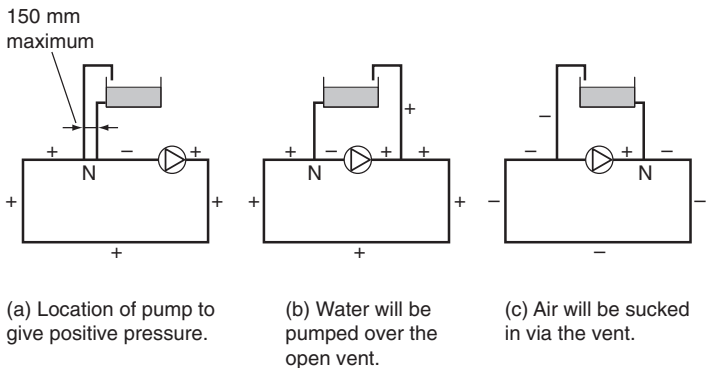 150 mm
maximum
+ N − +
+ +
+
+ N − + +
+
+ +
+
− + N −
−
− −
−
(a) Location of pump to
give positive pressure.
(b) Water will be
pumped over the
open vent.
(c) Air will be sucked
in via the vent.